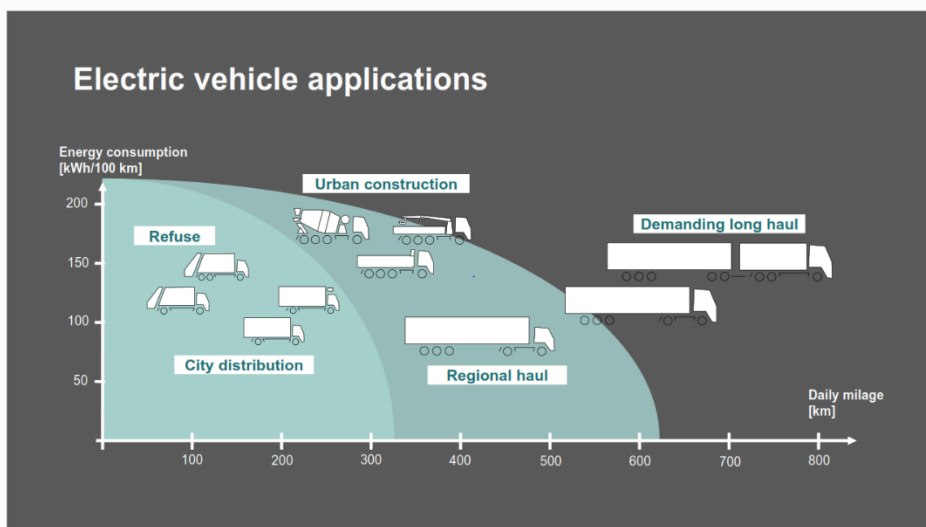 Electric vehicle applications
Energy consumption
[kWh/100 km]
Urban construction
200
Refuse
Demanding long haul
150
100
City distribution
Regional haul
50
Daily milage
[km]
100 200 300 400 500 600 700 800